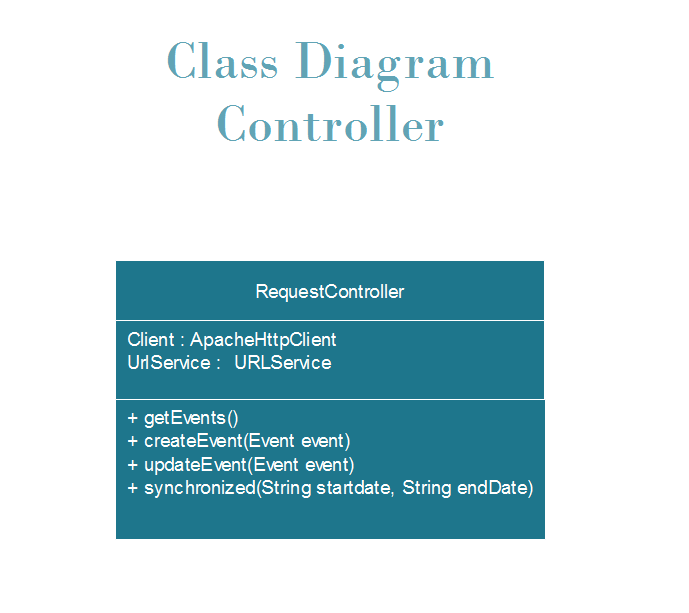 Class Diagram
Controller
RequestController
Client : ApacheHttpClient
UrlService :  URLService
+ getEvents()
+ createEvent(Event event)
+ updateEvent(Event event)
+ synchronized(String startdate, String endDate)